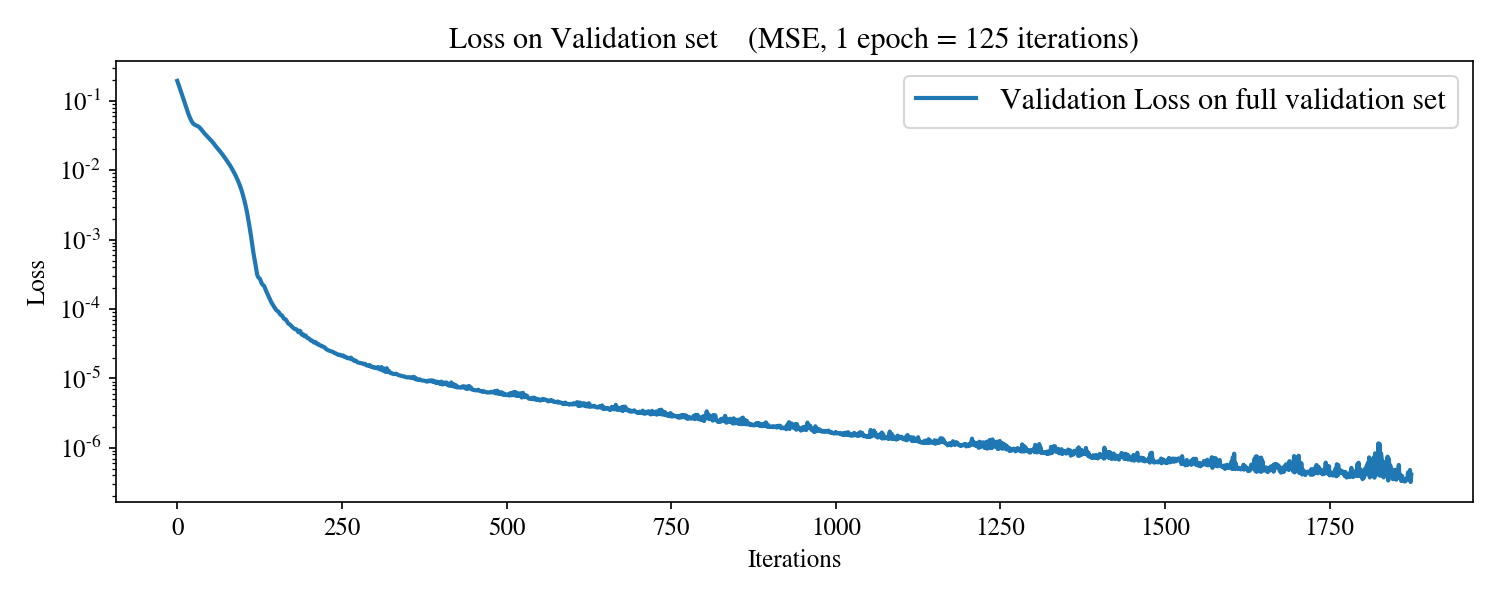 Loss on Validation set (MSE, 1 epoch = 125 iterations)
Validation Loss on full validation set
10-1
10-2
10-3
10-4
10-5
10-6
Loss
0 250 500 750 1000 1250 1500 1750
Iterations